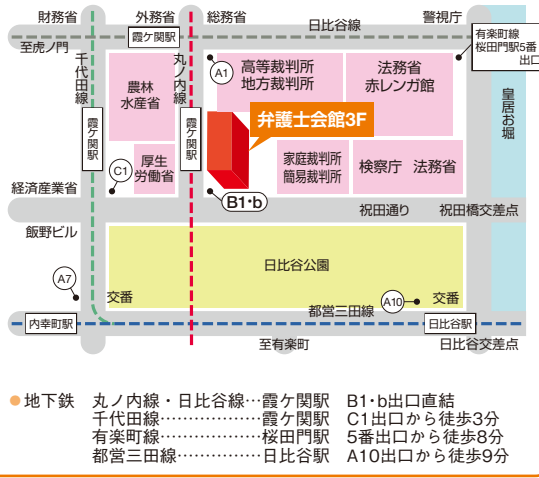 財務省
外務省
総務省
日比谷線
警視庁
霞ケ関駅
至虎ノ門
有楽町線
桜田門駅5番
出口
千代田線
丸ノ内線
A1
高等裁判所
地方裁判所
法務省
赤レンガ館
農林
水産省
皇居お堀
弁護士会館3F
霞ケ関駅
霞ケ関駅
厚生
労働省
家庭裁判所
簡易裁判所
検察庁 法務省
C1
B1・b
経済産業省
祝田通り
祝田橋交差点
飯野ビル
日比谷公園
A7
交番
A10
交番
都営三田線
内幸町駅
日比谷駅
至有楽町
日比谷交差点
●地下鉄 丸ノ内線・日比谷線…霞ケ関駅 B1・b出口直結
千代田線……………霞ケ関駅 C1出口から徒歩3分
有楽町線……………桜田門駅 5番出口から徒歩8分
都営三田線…………日比谷駅 A10出口から徒歩9分